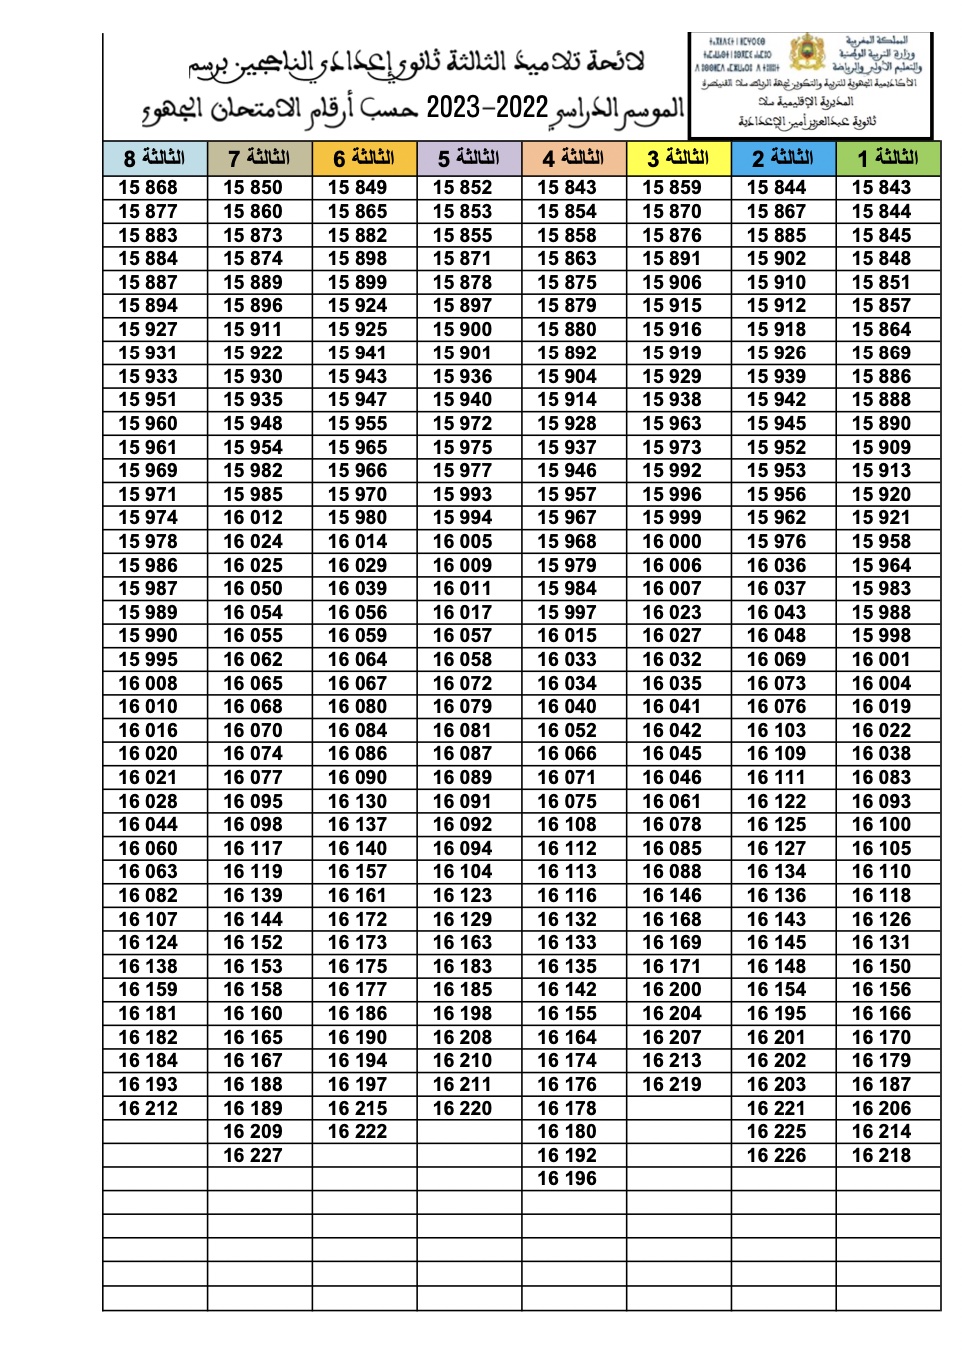 المملكة المغربية
وزارة التربية الوطنية
والتعليم الأولي والرياضة
الأكاديمية الجهوية للتربية والتكوين لجهة الرباط سلا القنيطرة
المديرية الإقليمية سلا
ثانوية عبدالعزيز أمين الإعدادية
لائحة تلاميذ الثالثة ثانوي إعدادي الناجحين برسم
الموسم الدراسي 2022-2023 حسب أرقام الامتحان الجهوي
الثالثة 1 الثالثة 2 الثالثة 3 الثالثة 4 الثالثة 5 الثالثة 6 الثالثة 7 الثالثة 8
15 868 15 850 15 849 15 852 15 843 15 859 15 844 15 843
15 877 15 860 15 865 15 853 15 854 15 870 15 867 15 844
15 883 15 873 15 882 15 855 15 858 15 876 15 885 15 845
15 884 15 874 15 898 15 871 15 863 15 891 15 902 15 848
15 887 15 889 15 899 15 878 15 875 15 906 15 910 15 851
15 894 15 896 15 924 15 897 15 879 15 915 15 912 15 857
15 927 15 911 15 925 15 900 15 880 15 916 15 918 15 864
15 931 15 922 15 941 15 901 15 892 15 919 15 926 15 869
15 933 15 930 15 943 15 936 15 904 15 929 15 939 15 886
15 951 15 935 15 947 15 940 15 914 15 938 15 942 15 888
15 960 15 948 15 955 15 972 15 928 15 963 15 945 15 890
15 961 15 954 15 965 15 975 15 937 15 973 15 952 15 909
15 969 15 982 15 966 15 977 15 946 15 992 15 953 15 913
15 971 15 985 15 970 15 993 15 957 15 996 15 956 15 920
15 974 16 012 15 980 15 994 15 967 15 999 15 962 15 921
15 978 16 024 16 014 16 005 15 968 16 000 15 976 15 958
15 986 16 025 16 029 16 009 15 979 16 006 16 036 15 964
15 987 16 050 16 039 16 011 15 984 16 007 16 037 15 983
15 989 16 054 16 056 16 017 15 997 16 023 16 043 15 988
15 990 16 055 16 059 16 057 16 015 16 027 16 048 15 998
15 995 16 062 16 064 16 058 16 033 16 032 16 069 16 001
16 008 16 065 16 067 16 072 16 034 16 035 16 073 16 004
16 010 16 068 16 080 16 079 16 040 16 041 16 076 16 019
16 016 16 070 16 084 16 081 16 052 16 042 16 103 16 022
16 020 16 074 16 086 16 087 16 066 16 045 16 109 16 038
16 021 16 077 16 090 16 089 16 071 16 046 16 111 16 083
16 028 16 095 16 130 16 091 16 075 16 061 16 122 16 093
16 044 16 098 16 137 16 092 16 108 16 078 16 125 16 100
16 060 16 117 16 140 16 094 16 112 16 085 16 127 16 105
16 063 16 119 16 157 16 104 16 113 16 088 16 134 16 110
16 082 16 139 16 161 16 123 16 116 16 146 16 136 16 118
16 107 16 144 16 172 16 129 16 132 16 168 16 143 16 126
16 124 16 152 16 173 16 163 16 133 16 169 16 145 16 131
16 138 16 153 16 175 16 183 16 135 16 171 16 148 16 150
16 159 16 158 16 177 16 185 16 142 16 200 16 154 16 156
16 181 16 160 16 186 16 198 16 155 16 204 16 195 16 166
16 182 16 165 16 190 16 208 16 164 16 207 16 201 16 170
16 184 16 167 16 194 16 210 16 174 16 213 16 202 16 179
16 193 16 188 16 197 16 211 16 176 16 219 16 203 16 187
16 212 16 189 16 215 16 220 16 178 16 221 16 206
16 209 16 222 16 180 16 225 16 214
16 227 16 192 16 226 16 218
16 196